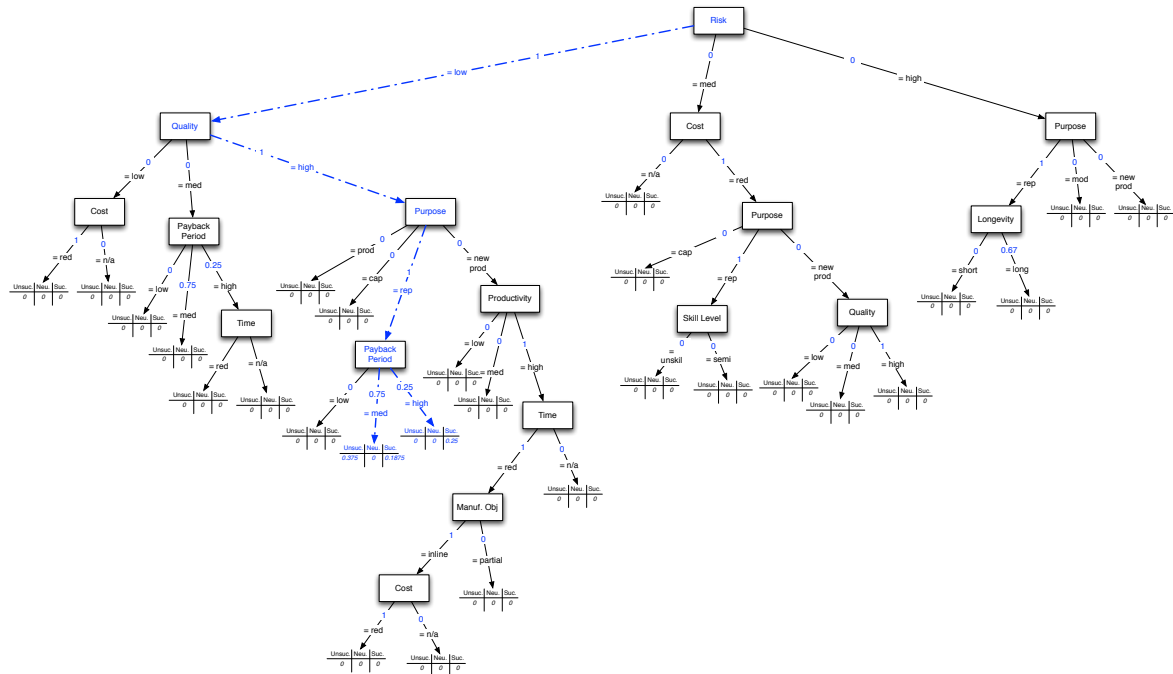 Risk
1
= low
0
= med
0
= high
Quality
Cost
Purpose
0
= low
0
= med
1
= high
0
= n/a
1
= red
1
= rep
0
= mod
0
= new
prod
Cost
Payback
Period
Purpose
Purpose
Longevity
Unsuc. Neu. Suc.
0 0 0
Unsuc. Neu. Suc.
0 0 0
Unsuc. Neu. Suc.
0 0 0
1
= red
0
= n/a
0
= low
0.75
= med
0.25
= high
0
= prod
0
= cap
1
= rep
0
= new
prod
0
= cap
1
= rep
0
= new
prod
0
= short
0.67
= long
Unsuc. Neu. Suc.
0 0 0
Unsuc. Neu. Suc.
0 0 0
Unsuc. Neu. Suc.
0 0 0
Unsuc. Neu. Suc.
0 0 0
Unsuc. Neu. Suc.
0 0 0
Unsuc. Neu. Suc.
0 0 0
Unsuc. Neu. Suc.
0 0 0
Unsuc. Neu. Suc.
0 0 0
Unsuc. Neu. Suc.
0 0 0
Productivity
Time
Payback
Period
Skill Level
Quality
= red
= n/a
0
= low
0.75
= med
0.25
= high
0
= low
0
= med
1
= high
0
=
unskil
0
= semi
0
= low
0
= med
1
= high
Unsuc. Neu. Suc.
0 0 0
Unsuc. Neu. Suc.
0 0 0
Unsuc. Neu. Suc.
0 0 0
Unsuc. Neu. Suc.
0.375 0 0.1875
Unsuc. Neu. Suc.
0 0 0.25
Unsuc. Neu. Suc.
0 0 0
Unsuc. Neu. Suc.
0 0 0
Unsuc. Neu. Suc.
0 0 0
Unsuc. Neu. Suc.
0 0 0
Unsuc. Neu. Suc.
0 0 0
Unsuc. Neu. Suc.
0 0 0
Unsuc. Neu. Suc.
0 0 0
Time
1
= red
0
= n/a
Manuf. Obj
Unsuc. Neu. Suc.
0 0 0
1
= inline
0
= partial
Cost
Unsuc. Neu. Suc.
0 0 0
1
= red
0
= n/a
Unsuc. Neu. Suc.
0 0 0
Unsuc. Neu. Suc.
0 0 0